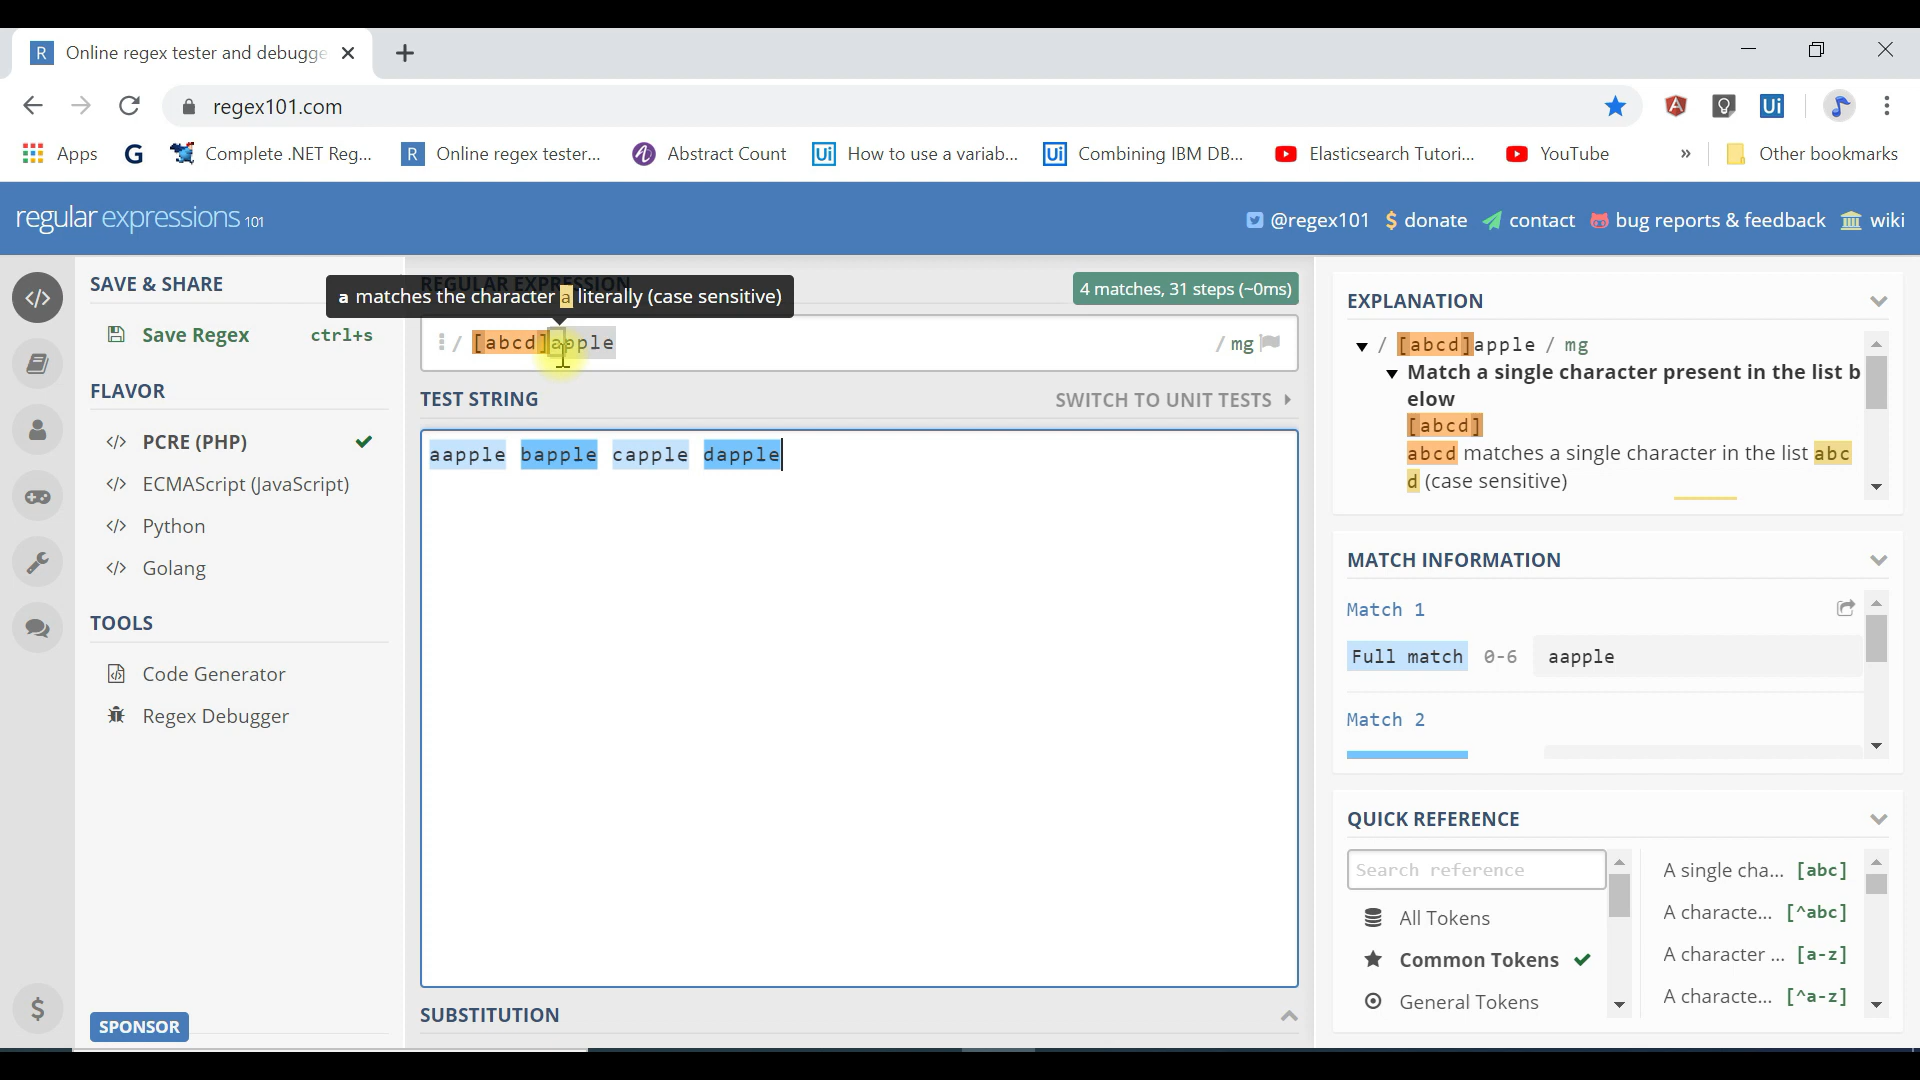 R Online regex tester and debugge
regex101.com
Ui
Apps G Complete .NET Reg... R Online regex tester... Abstract Count Ui How to use a variab... Ui Combining IBM DB... Elasticsearch Tutori... YouTube » Other bookmarks
regular expressions 101
@regex101 $ donate contact bug reports & feedback wiki
SAVE & SHARE
Save Regex ctrl+s
FLAVOR
</> PCRE (PHP)
</> ECMAScript (JavaScript)
</> Python
</> Golang
TOOLS
Code Generator
Regex Debugger
SPONSOR
REGULAR EXPRESSION
a matches the character a literally (case sensitive)
4 matches, 31 steps (~0ms)
/ [abcd]apple / mg
TEST STRING
SWITCH TO UNIT TESTS
aapple bapple capple dapple
SUBSTITUTION
EXPLANATION
/ [abcd]apple / mg
Match a single character present in the list b
elow
[abcd]
abcd matches a single character in the list abc
d (case sensitive)
MATCH INFORMATION
Match 1
Full match 0-6 aapple
Match 2
QUICK REFERENCE
Search reference
All Tokens
Common Tokens
General Tokens
A single cha... [abc]
A characte... [^abc]
A character ... [a-z]
A characte... [^a-z]